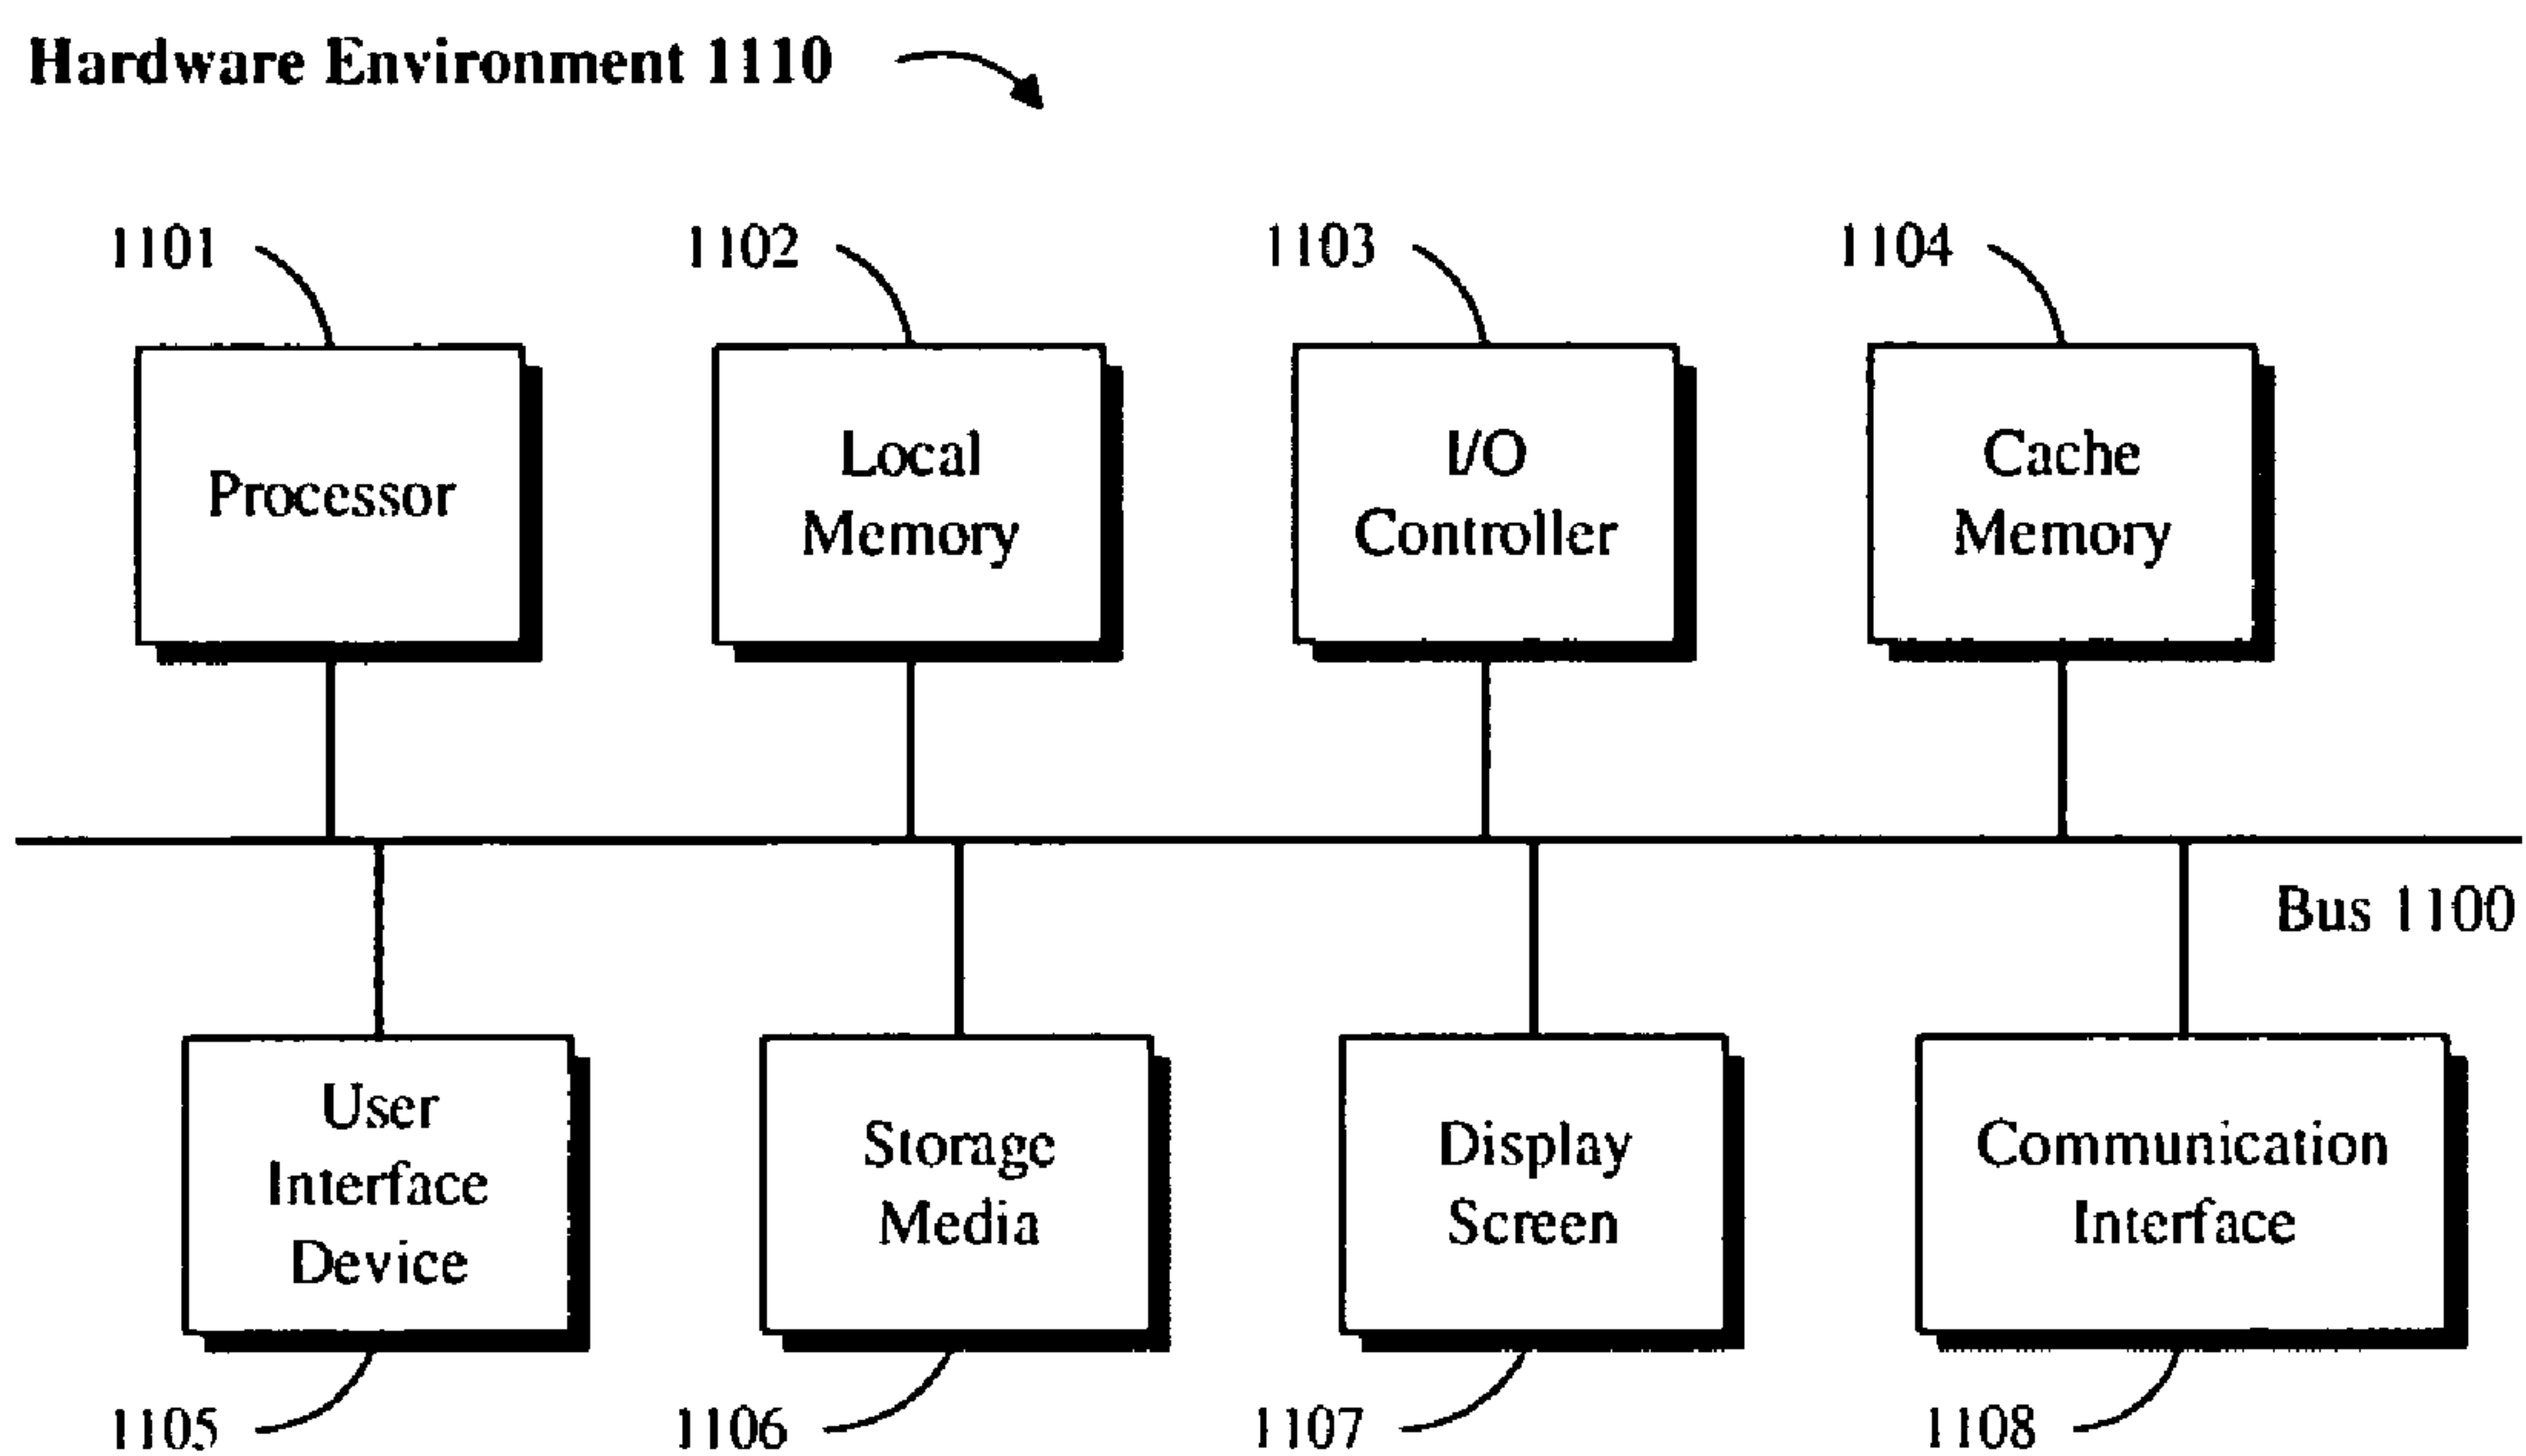 Hardware Environment 1110
1101
1102
1103
1104
Processor
Local
Memory
I/O
Controller
Cache
Memory
Bus 1100
User
Interface
Device
Storage
Media
Display
Screen
Communication
Interface
1105
1106
1107
1108